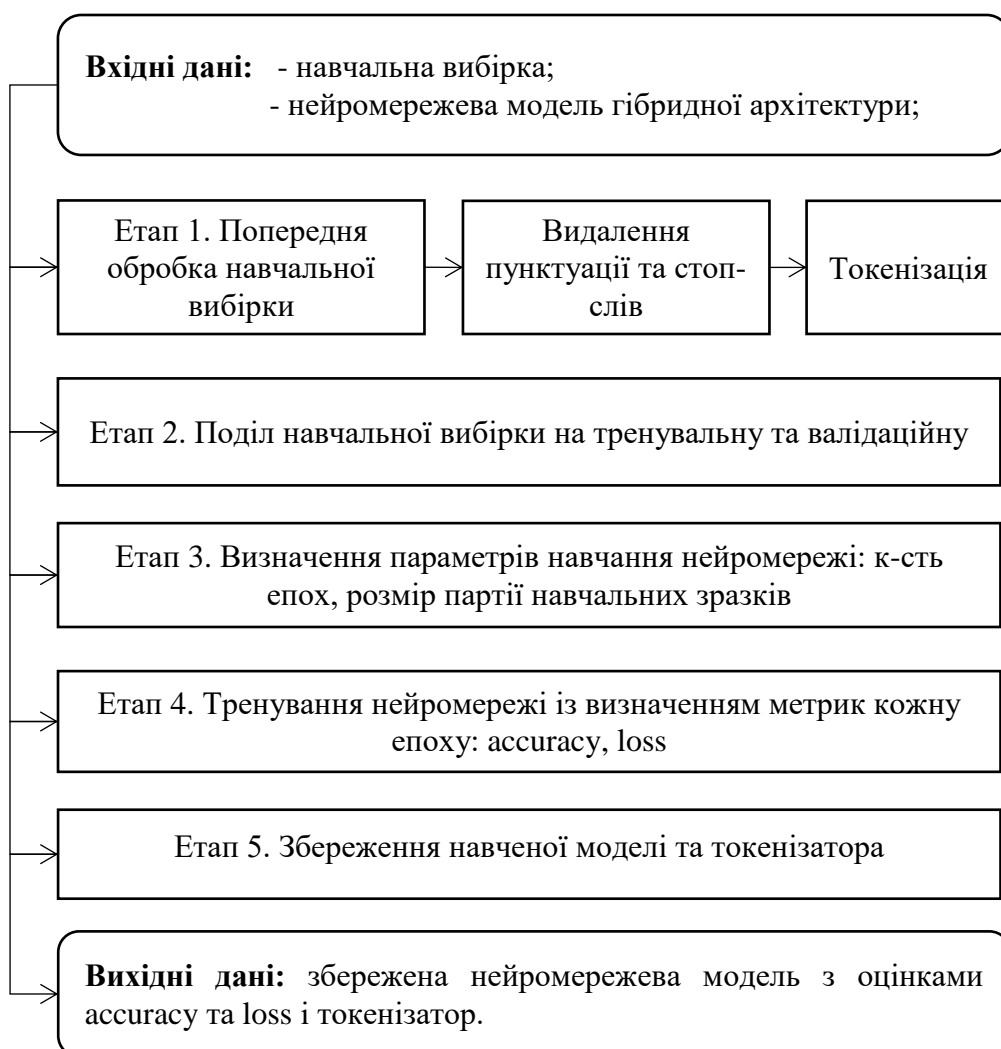 Вхідні дані: - навчальна вибірка;
- нейромережева модель гібридної архітектури;
Етап 1. Попередня
обробка навчальної
вибірки
Видалення
пунктуації та стоп-
слів
Токенізація
Етап 2. Поділ навчальної вибірки на тренувальну та валідаційну
Етап 3. Визначення параметрів навчання нейромережі: к-сть
епох, розмір партії навчальних зразків
Етап 4. Тренування нейромережі із визначенням метрик кожну
епоху: accuracy, loss
Етап 5. Збереження навченої моделі та токенізатора
Вихідні дані: збережена нейромережева модель з оцінками
accuracy та loss і токенізатор.